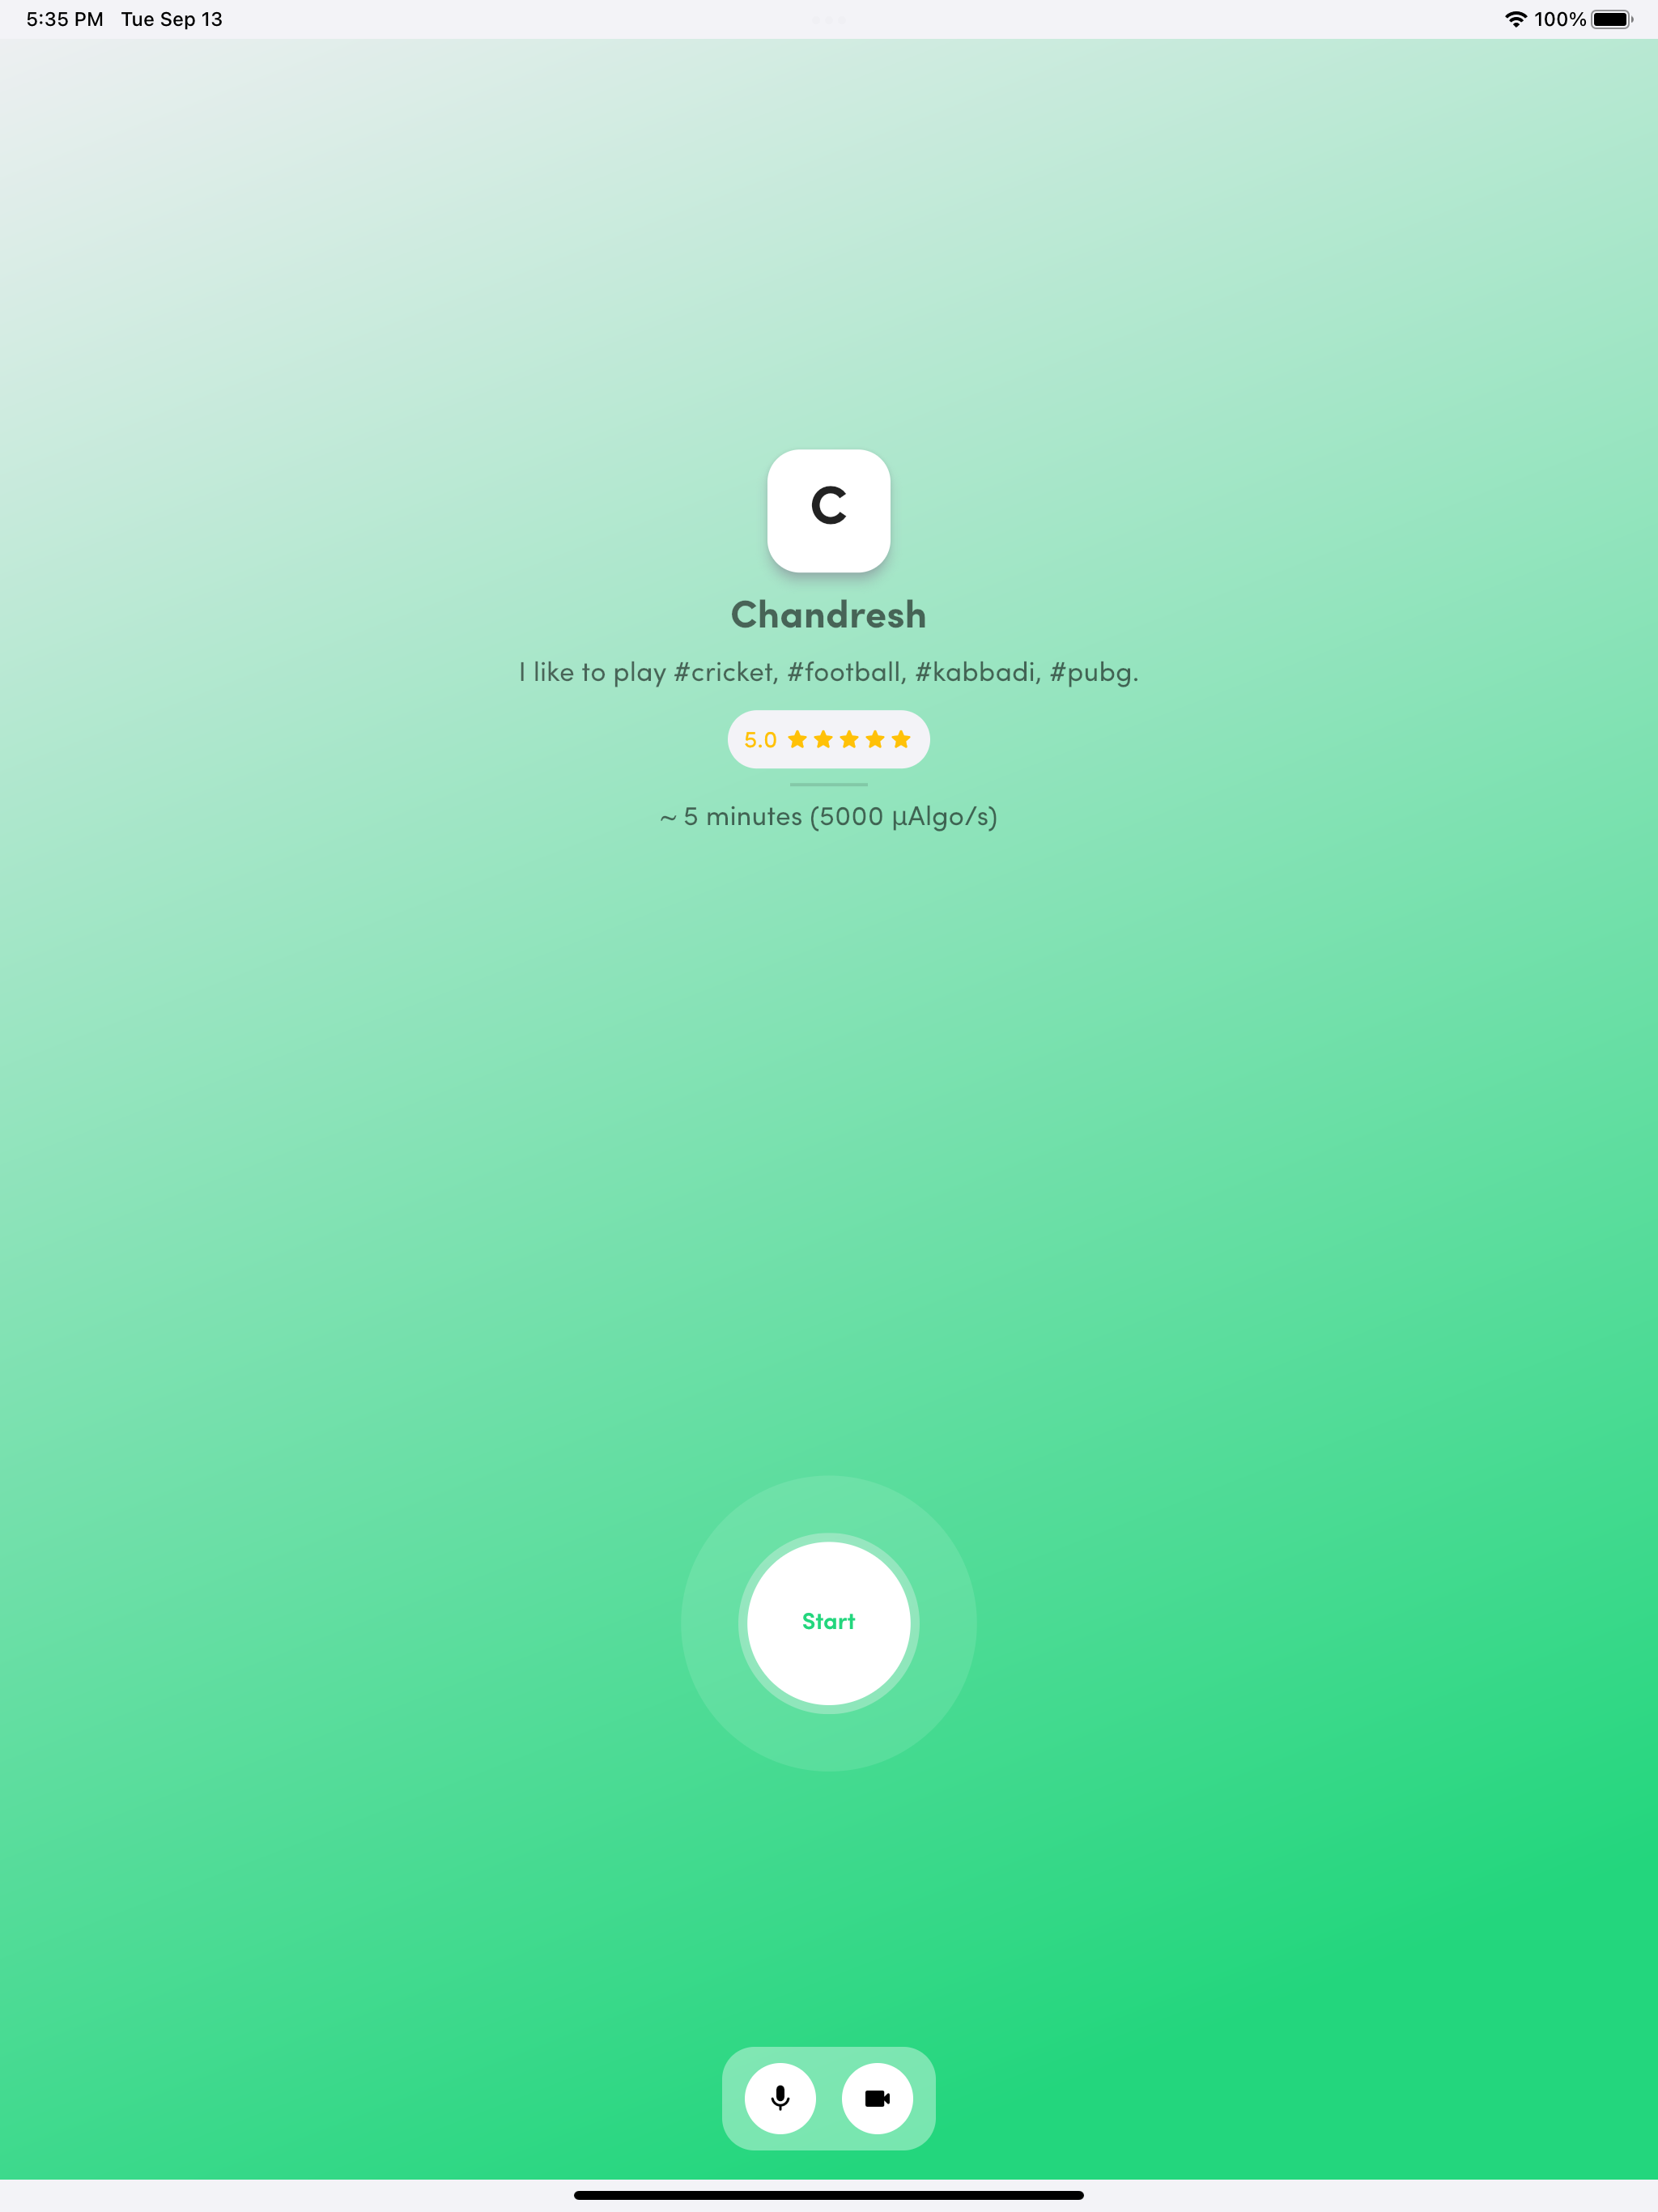 5:35 PM Tue Sep 13 100%
C
Chandresh
I like to play #cricket, #football, #kabbadi, #pubg.
5.0
~ 5 minutes (5000 µAlgo/s)
Start